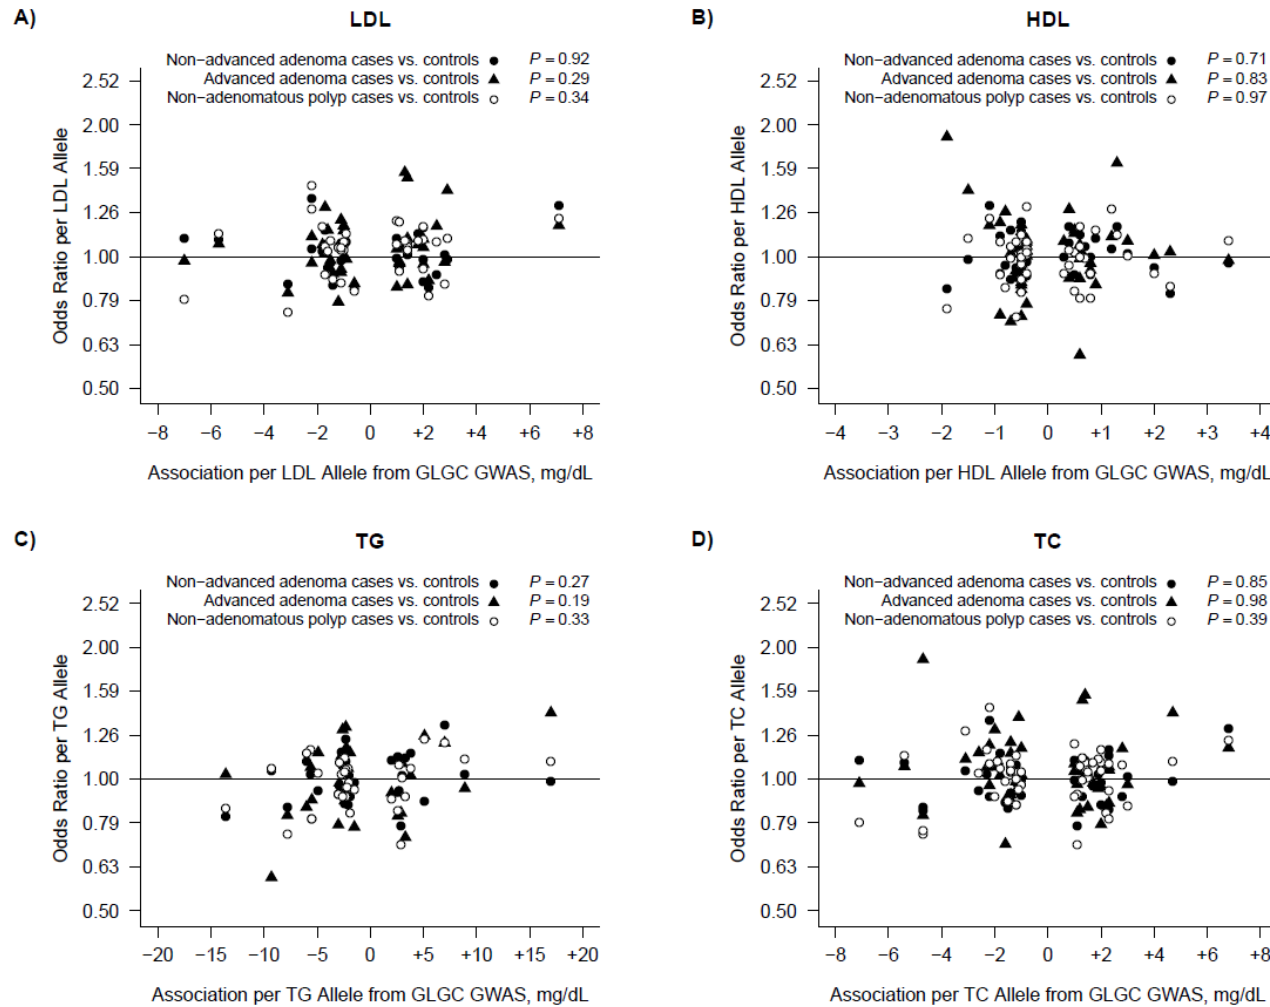 A)
LDL
Non−advanced adenoma cases vs. controls P = 0.92
Advanced adenoma cases vs. controls P = 0.29
Non−adenomatous polyp cases vs. controls P = 0.34
2.52
2.00
1.59
1.26
1.00
0.79
0.63
0.50
Odds Ratio per LDL Allele
−8 −6 −4 −2 0 +2 +4 +6 +8
Association per LDL Allele from GLGC GWAS, mg/dL
B)
HDL
Non−advanced adenoma cases vs. controls P = 0.71
Advanced adenoma cases vs. controls P = 0.83
Non−adenomatous polyp cases vs. controls P = 0.97
2.52
2.00
1.59
1.26
1.00
0.79
0.63
0.50
Odds Ratio per HDL Allele
−4 −3 −2 −1 0 +1 +2 +3 +4
Association per HDL Allele from GLGC GWAS, mg/dL
C)
TG
Non−advanced adenoma cases vs. controls P = 0.27
Advanced adenoma cases vs. controls P = 0.19
Non−adenomatous polyp cases vs. controls P = 0.33
2.52
2.00
1.59
1.26
1.00
0.79
0.63
0.50
Odds Ratio per TG Allele
−20 −15 −10 −5 0 +5 +10 +15 +20
Association per TG Allele from GLGC GWAS, mg/dL
D)
TC
Non−advanced adenoma cases vs. controls P = 0.85
Advanced adenoma cases vs. controls P = 0.98
Non−adenomatous polyp cases vs. controls P = 0.39
2.52
2.00
1.59
1.26
1.00
0.79
0.63
0.50
Odds Ratio per TC Allele
−8 −6 −4 −2 0 +2 +4 +6 +8
Association per TC Allele from GLGC GWAS, mg/dL